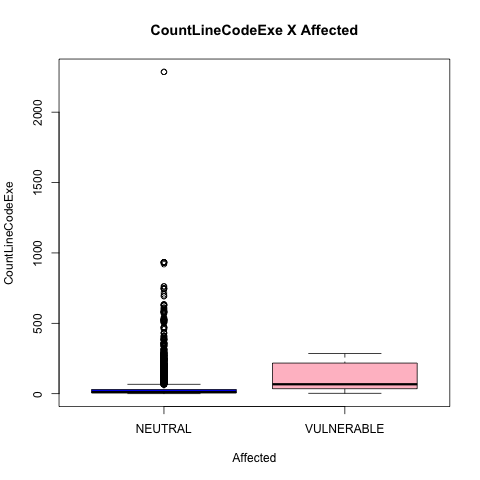 CountLineCodeExe X Affected
2000
1500
1000
500
0
CountLineCodeExe
NEUTRAL
VULNERABLE
Affected